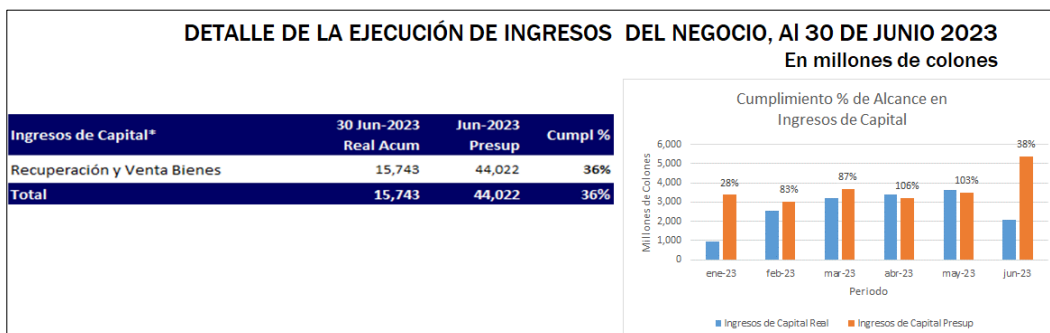 DETALLE DE LA EJECUCIÓN DE INGRESOS DEL NEGOCIO, Al 30 DE JUNIO 2023
En millones de colones
Ingresos de Capital* 30 Jun-2023 Real Acum Jun-2023 Presup Cumpl %
Recuperación y Venta Bienes 15,743 44,022 36%
Total 15,743 44,022 36%
Cumplimiento % de Alcance en
Ingresos de Capital
Millones de Colones
6,000
5,000
4,000
3,000
2,000
1,000
0
28%
83%
87%
106%
103%
38%
ene-23 feb-23 mar-23 abr-23 may-23 jun-23
Periodo
Ingresos de Capital Real Ingresos de Capital Presup